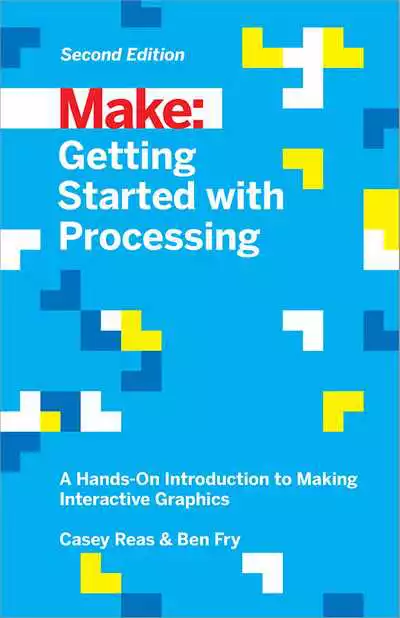 Second Edition
Make:
Getting
Started with
Processing
A Hands-On Introduction to Making
Interactive Graphics
Casey Reas & Ben Fry